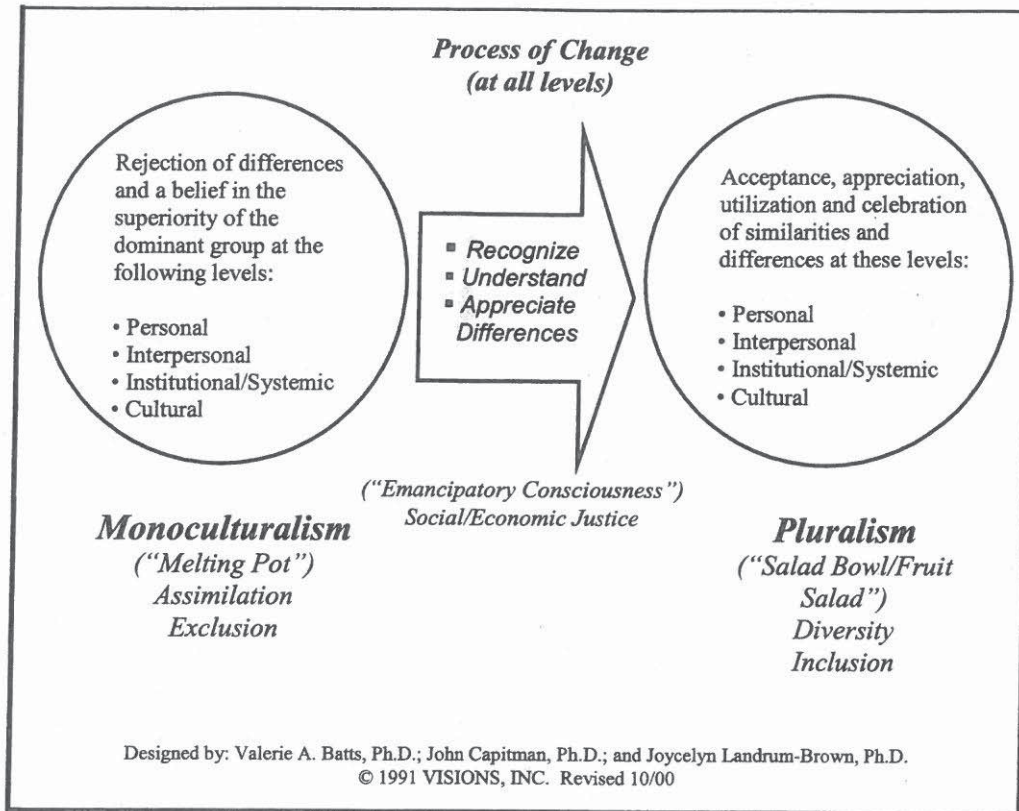 Process of Change
(at all levels)
Rejection of differences
and a belief in the
superiority of the
dominant group at the
following levels:
• Personal
• Interpersonal
• Institutional/Systemic
• Cultural
▪ Recognize
▪ Understand
▪ Appreciate
Differences
Acceptance, appreciation,
utilization and celebration
of similarities and
differences at these levels:
• Personal
• Interpersonal
• Institutional/Systemic
• Cultural
(“Emancipatory Consciousness”)
Social/Economic Justice
Monoculturalism
(“Melting Pot”)
Assimilation
Exclusion
Pluralism
(“Salad Bowl/Fruit
Salad”)
Diversity
Inclusion
Designed by: Valerie A. Batts, Ph.D.; John Capitman, Ph.D.; and Joycelyn Landrum-Brown, Ph.D.
© 1991 VISIONS, INC. Revised 10/00